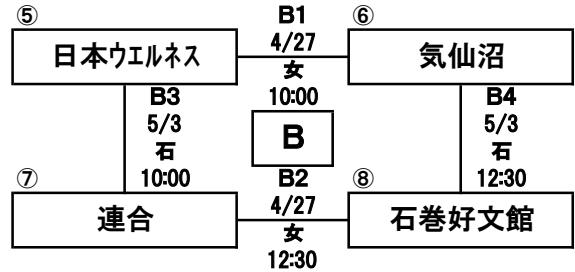 ⑤
B1
⑥
日本ウエルネス
4/27
気仙沼
女
10:00
B3
5/3
石
10:00
B
B4
5/3
石
12:30
⑦
B2
⑧
連合
4/27
石巻好文館
女
12:30